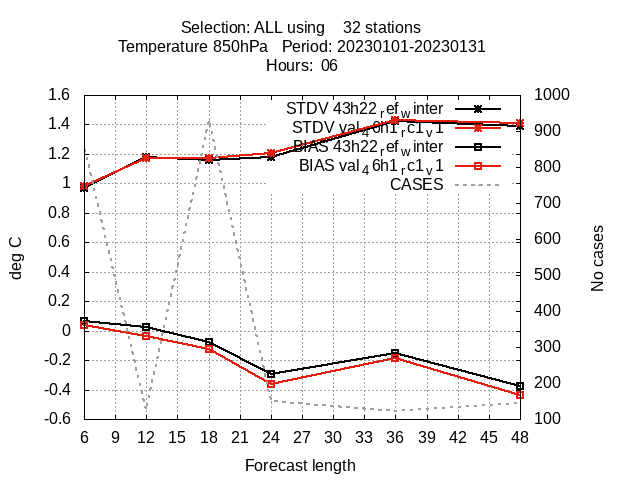 Selection: ALL using    32 stations
Temperature 850hPa   Period: 20230101-20230131
Hours:  06
STDV 43h22_ref_winter
STDV val_46h1_rc1_v1
BIAS 43h22_ref_winter
BIAS val_46h1_rc1_v1
CASES
1.6
1.4
1.2
1
0.8
0.6
0.4
0.2
0
-0.2
-0.4
-0.6
deg C
1000
900
800
700
600
500
400
300
200
100
No cases
6 9 12 15 18 21 24 27 30 33 36 39 42 45 48
Forecast length